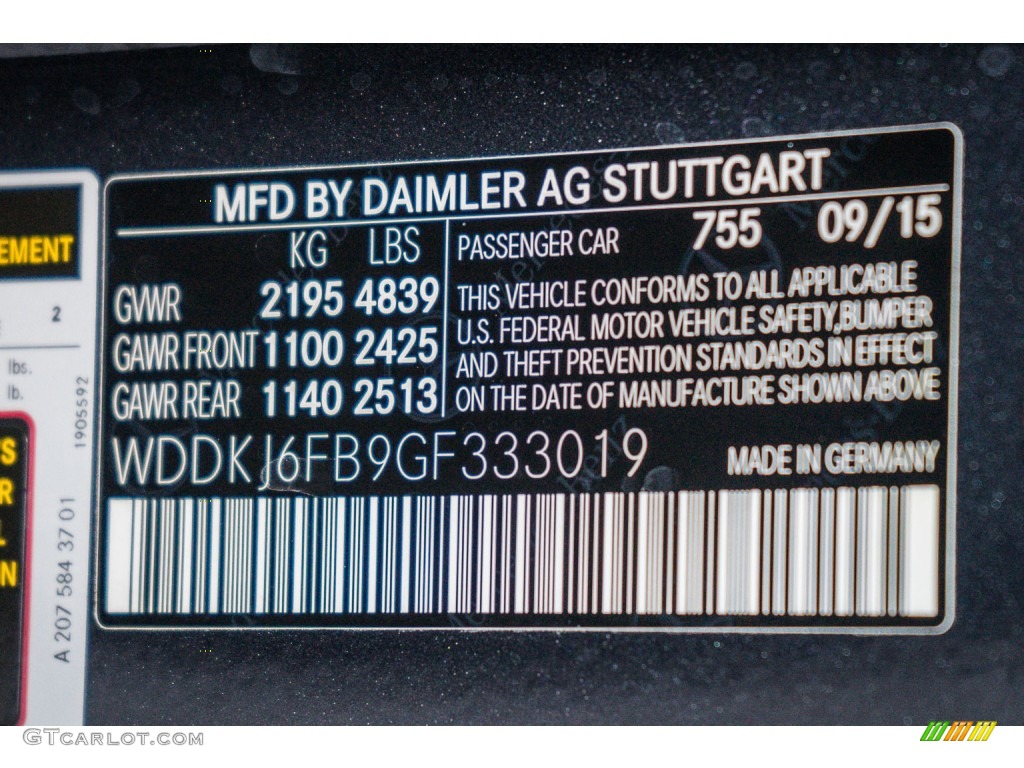 MFD BY DAIMLER AG STUTTGART
KG LBS
GVWR 2195 4839
GAWR FRONT 1100 2425
GAWR REAR 1140 2513
PASSENGER CAR 755 09/15
THIS VEHICLE CONFORMS TO ALL APPLICABLE
U.S. FEDERAL MOTOR VEHICLE SAFETY, BUMPER
AND THEFT PREVENTION STANDARDS IN EFFECT
ON THE DATE OF MANUFACTURE SHOWN ABOVE
WDDKJ6FB9GF333019
MADE IN GERMANY
EMENT
2
lbs.
lb.
1905592
A 207 584 37 01
S
R
L
N
GTcarlot.com